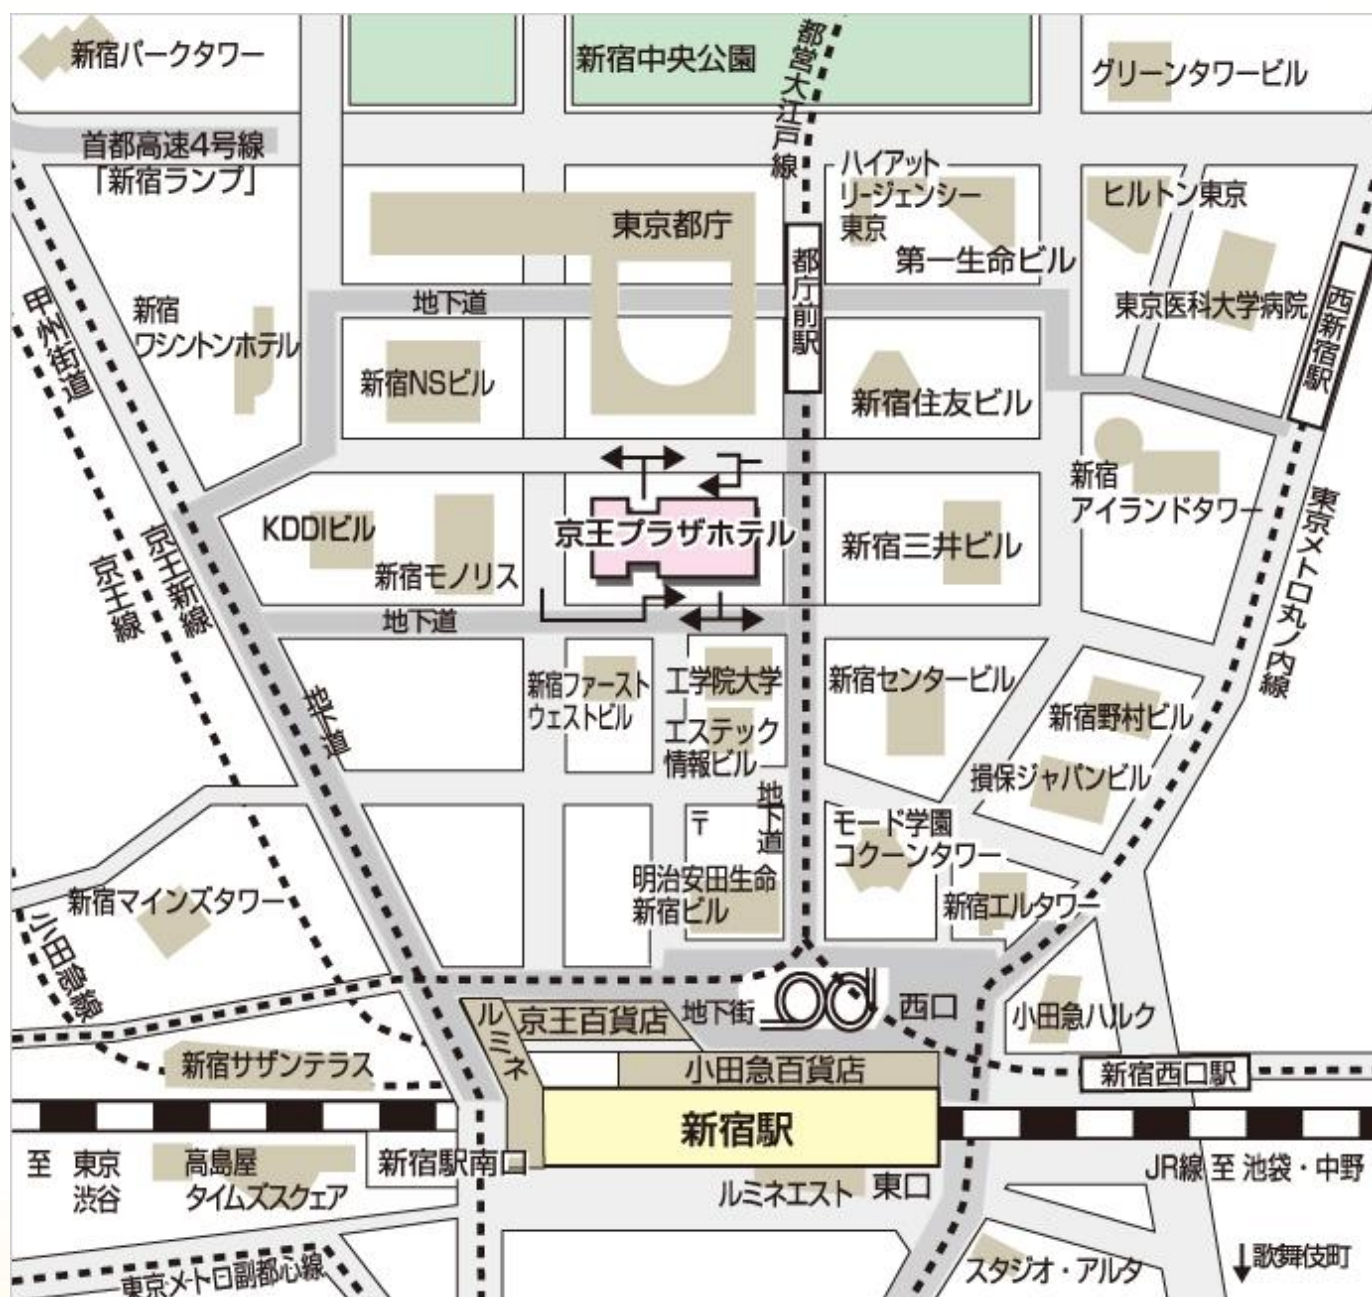 新宿パークタワー
新宿中央公園
都営大江戸線
グリーンタワービル
首都高速4号線
「新宿ランプ」
ハイアット
リージェンシー
東京
ヒルトン東京
東京都庁
第一生命ビル
都庁前駅
西新宿駅
甲州街道
新宿
ワシントンホテル
地下道
東京医科大学病院
新宿NSビル
新宿住友ビル
新宿
アイランドタワー
東京メトロ丸ノ内線
KDDIビル
京王プラザホテル
新宿三井ビル
新宿モノリス
京王新線
京王線
地下道
新宿ファースト
ウェストビル
工学院大学
新宿センタービル
地下道
エステック
情報ビル
新宿野村ビル
損保ジャパンビル
地下道
〒
モード学園
コクーンタワー
明治安田生命
新宿ビル
新宿マインズタワー
新宿エルタワー
小田急線
ルミネ
京王百貨店
地下街
西口
小田急ハルク
新宿サザンテラス
小田急百貨店
新宿西口駅
新宿駅
至 東京
渋谷
高島屋
タイムズスクェア
新宿駅南口
ルミネエスト
東口
JR線 至 池袋・中野
東京メトロ副都心線
スタジオ・アルタ
↓歌舞伎町